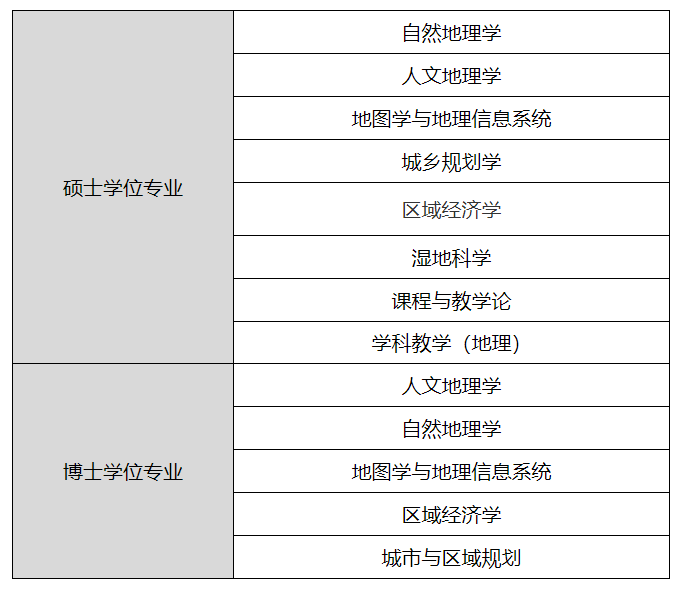 硕士学位专业
自然地理学
人文地理学
地图学与地理信息系统
城乡规划学
区域经济学
湿地科学
课程与教学论
学科教学（地理）
博士学位专业
人文地理学
自然地理学
地图学与地理信息系统
区域经济学
城市与区域规划